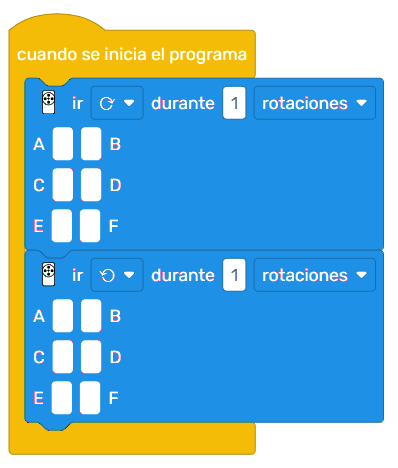 cuando se inicia el programa
ir durante 1 rotaciones
A B
C D
E F
ir durante 1 rotaciones
A B
C D
E F